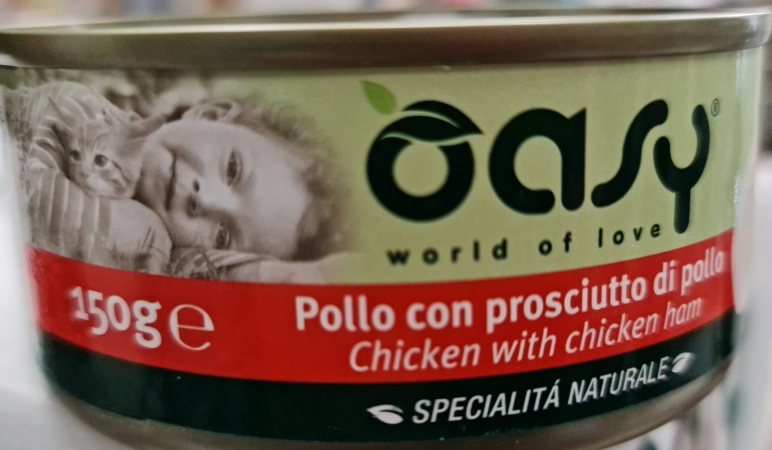 oasy®
world of love
150g e
Pollo con prosciutto di pollo
Chicken with chicken ham
SPECIALITÁ NATURALE